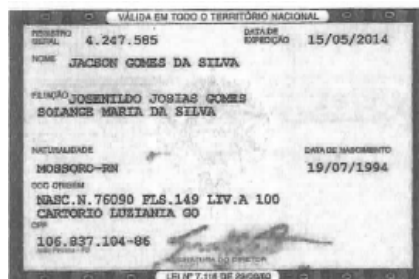 VÁLIDA EM TODO O TERRITÓRIO NACIONAL
REGISTRO GERAL 4.247.585 DATA DE EXPEDIÇÃO 15/05/2014
NOME JACSON GOMES DA SILVA
FILIAÇÃO JOSENILDO JOSIAS GOMES
SOLANGE MARIA DA SILVA
NATURALIDADE DATA DE NASCIMENTO
MOSSORO-RN 19/07/1994
DOC ORIGEM
NASC.N.76090 FLS.149 LIV.A 100
CARTORIO LUZIANIA GO
CPF
106.837.104-86
ASSINATURA DO DIRETOR
LEI Nº 7.116 DE 29/08/83